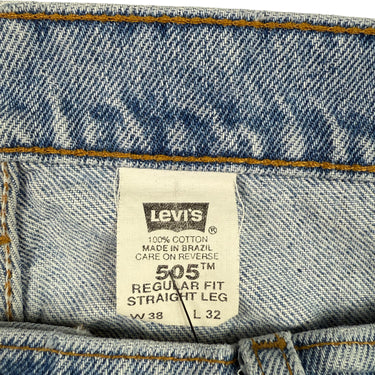 LEVI'S ®
100% COTTON
MADE IN BRAZIL
CARE ON REVERSE
505™
REGULAR FIT
STRAIGHT LEG
W 38 L 32